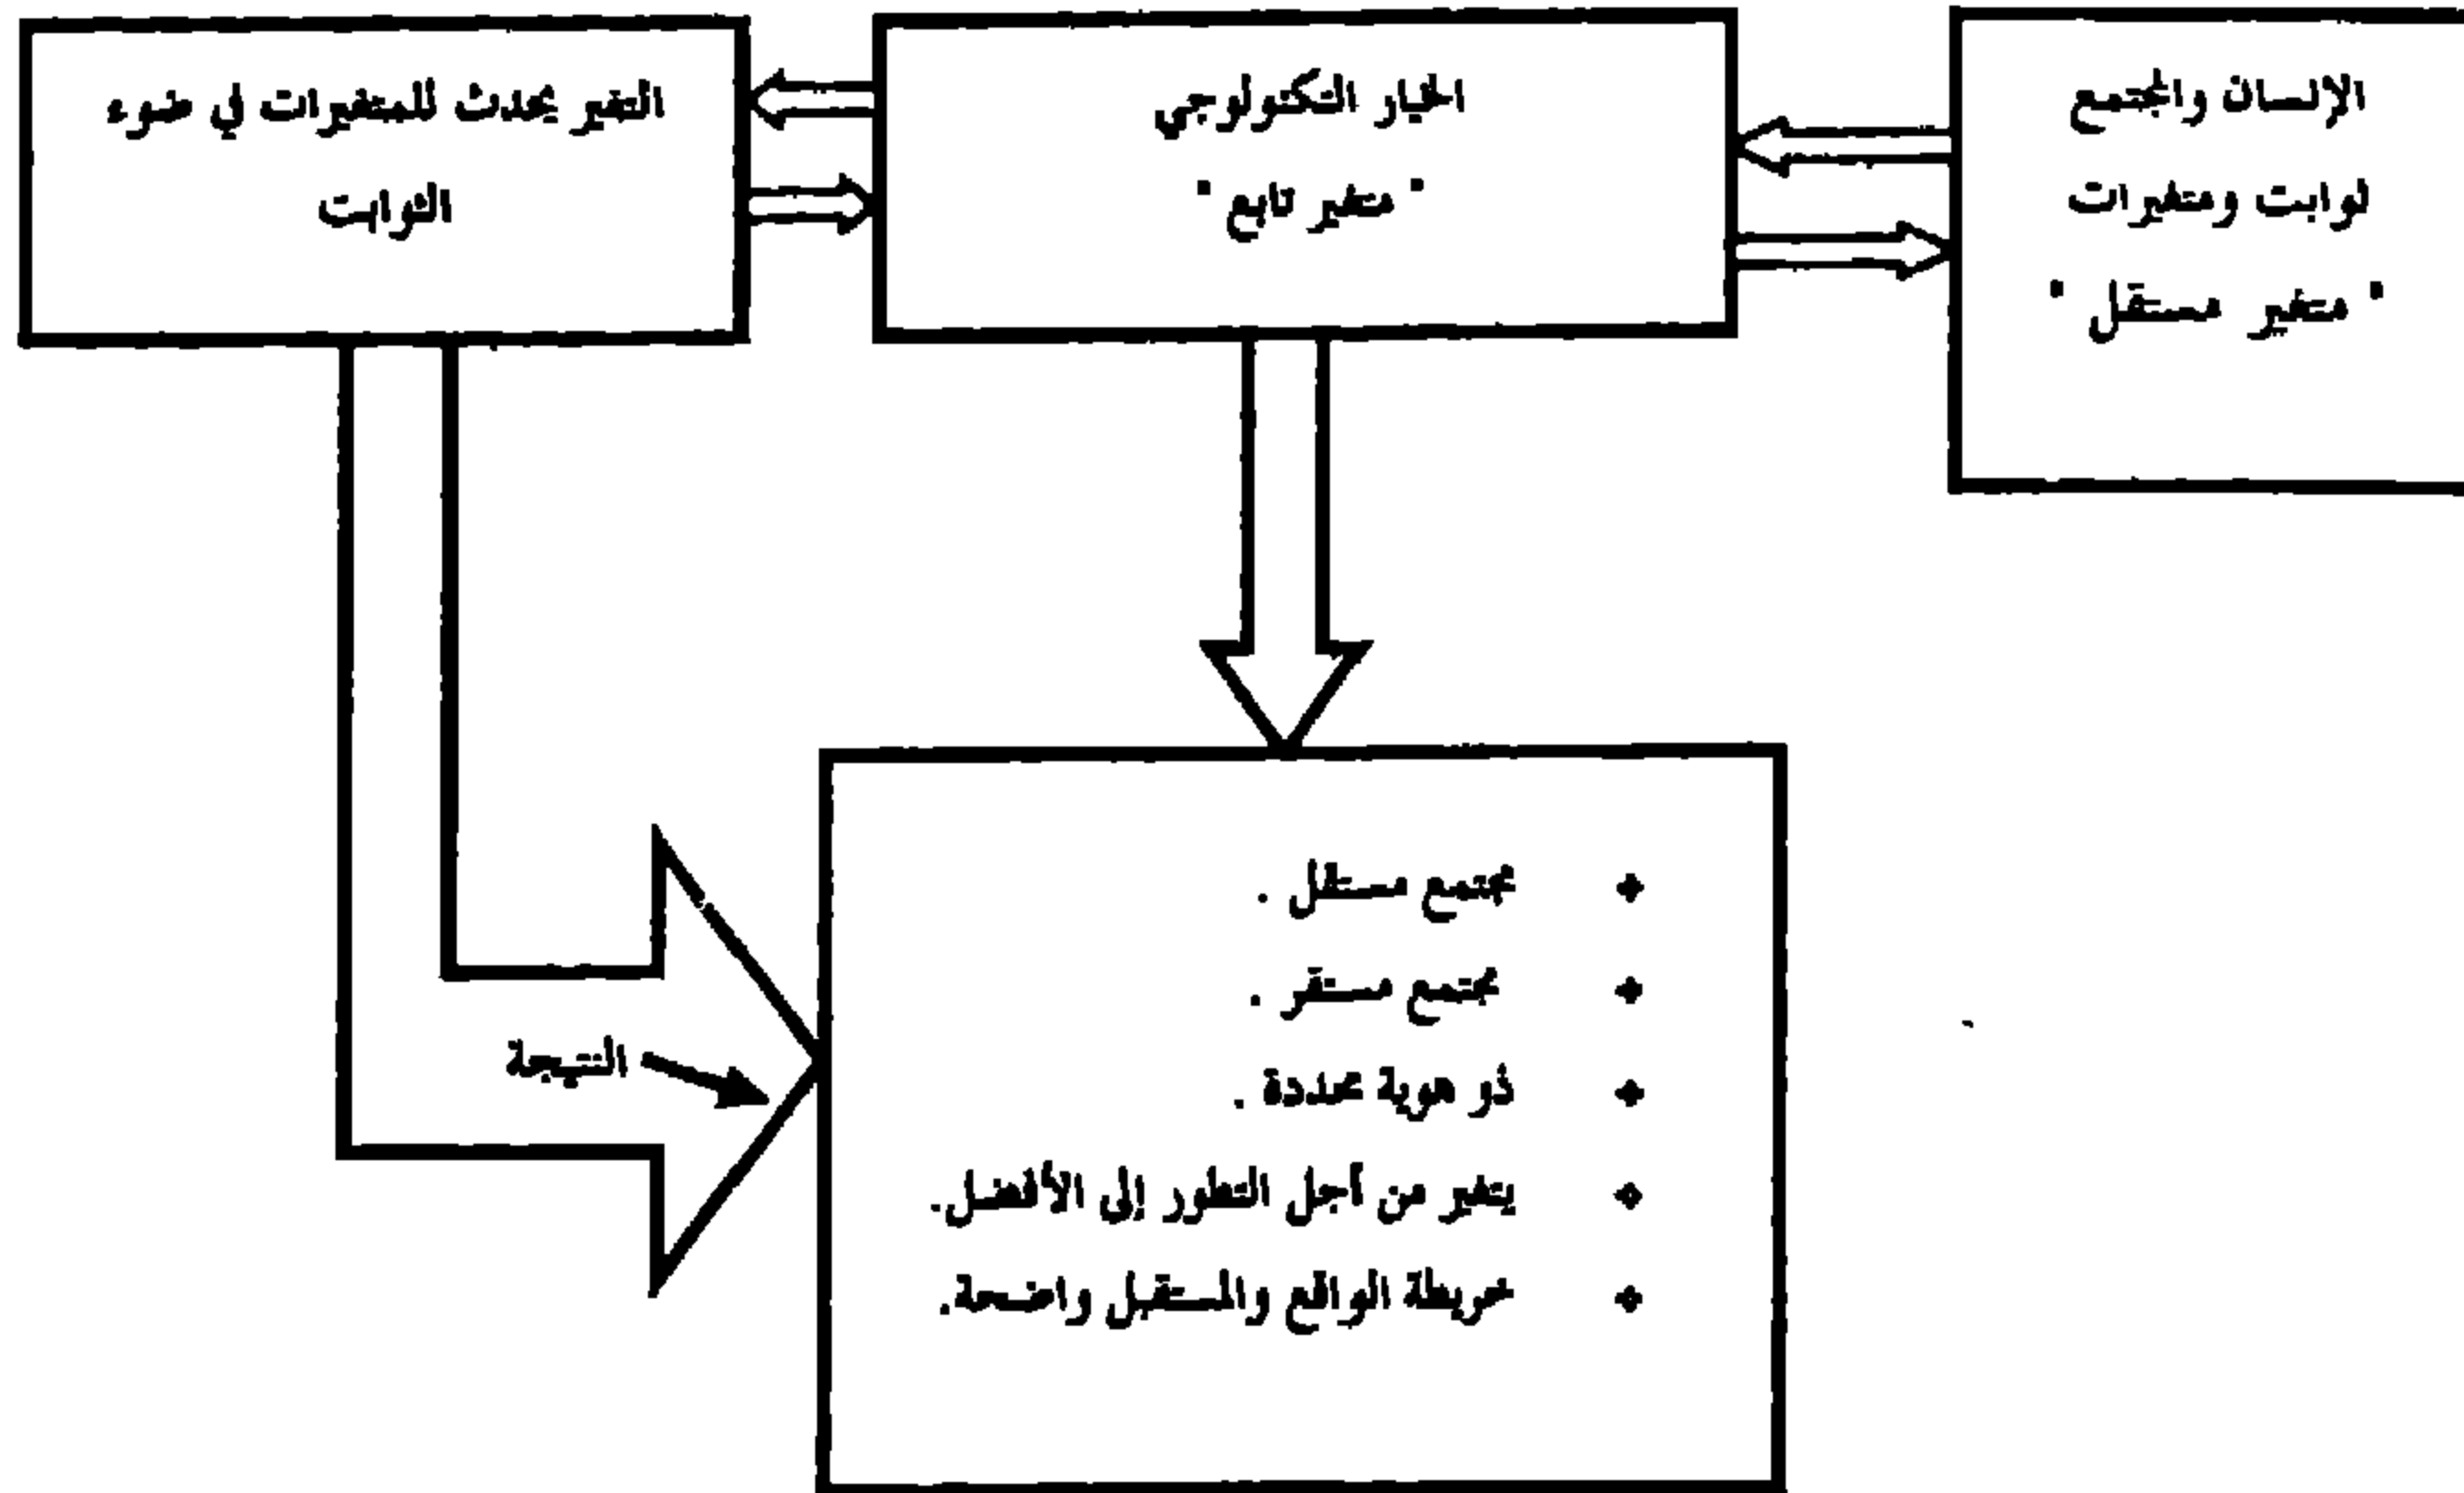 الإنسان والمجتمع
ثوابت ومتغيرات
" متغير مستقل "
الخيار التكنولوجي
" متغير تابع "
التغير يحدث للمتغيرات في ضوء
الثوابت
مجتمع مستقل .
مجتمع مستقر .
ذو هوية محددة .
يتغير من أجل التطور إلى الأفضل.
خريطة الواقع والمستقبل واضحة.
النتيجة